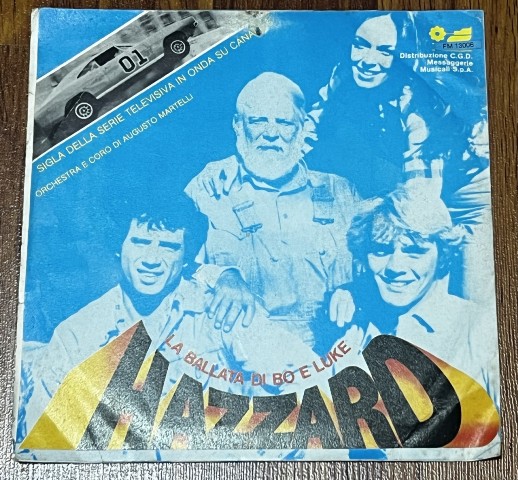 01
FM 13006
Distribuzione C.G.D.
Messaggerie
Musicali S.p.A.
SIGLA DELLA SERIE TELEVISIVA IN ONDA SU CANA
ORCHESTRA E CORO DI AUGUSTO MARTELLI
LA BALLATA DI BO E LUKE
HAZZARD